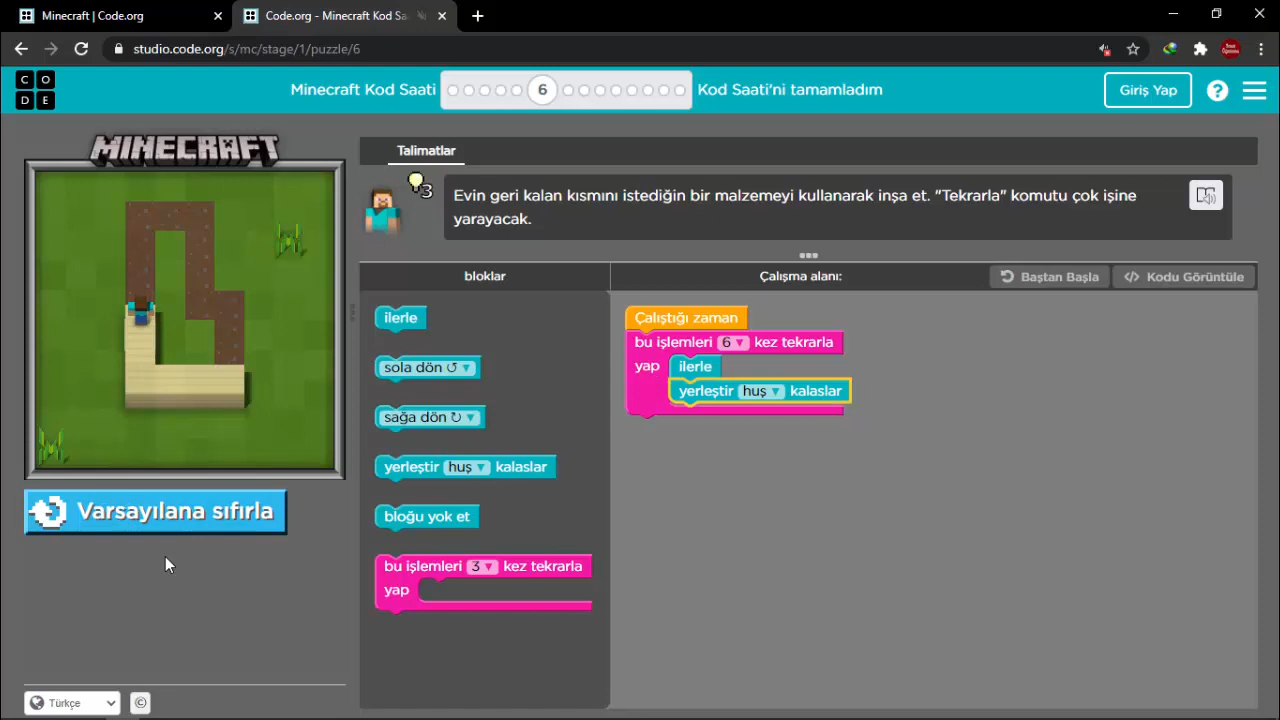 Minecraft | Code.org
Code.org - Minecraft Kod Sa
studio.code.org/s/mc/stage/1/puzzle/6
CODE
Minecraft Kod Saati
6
Kod Saati'ni tamamladım
Giriş Yap
?
MINECRAFT
Talimatlar
3
Evin geri kalan kısmını istediğin bir malzemeyi kullanarak inşa et. "Tekrarla" komutu çok işine
yarayacak.
bloklar
Çalışma alanı:
Baştan Başla
</> Kodu Görüntüle
ilerle
sola dön ↺
sağa dön ↻
yerleştir huş kalaslar
bloğu yok et
bu işlemleri 3 kez tekrarla
yap
Çalıştığı zaman
bu işlemleri 6 kez tekrarla
yap ilerle
yerleştir huş kalaslar
Varsayılana sıfırla
Türkçe
©